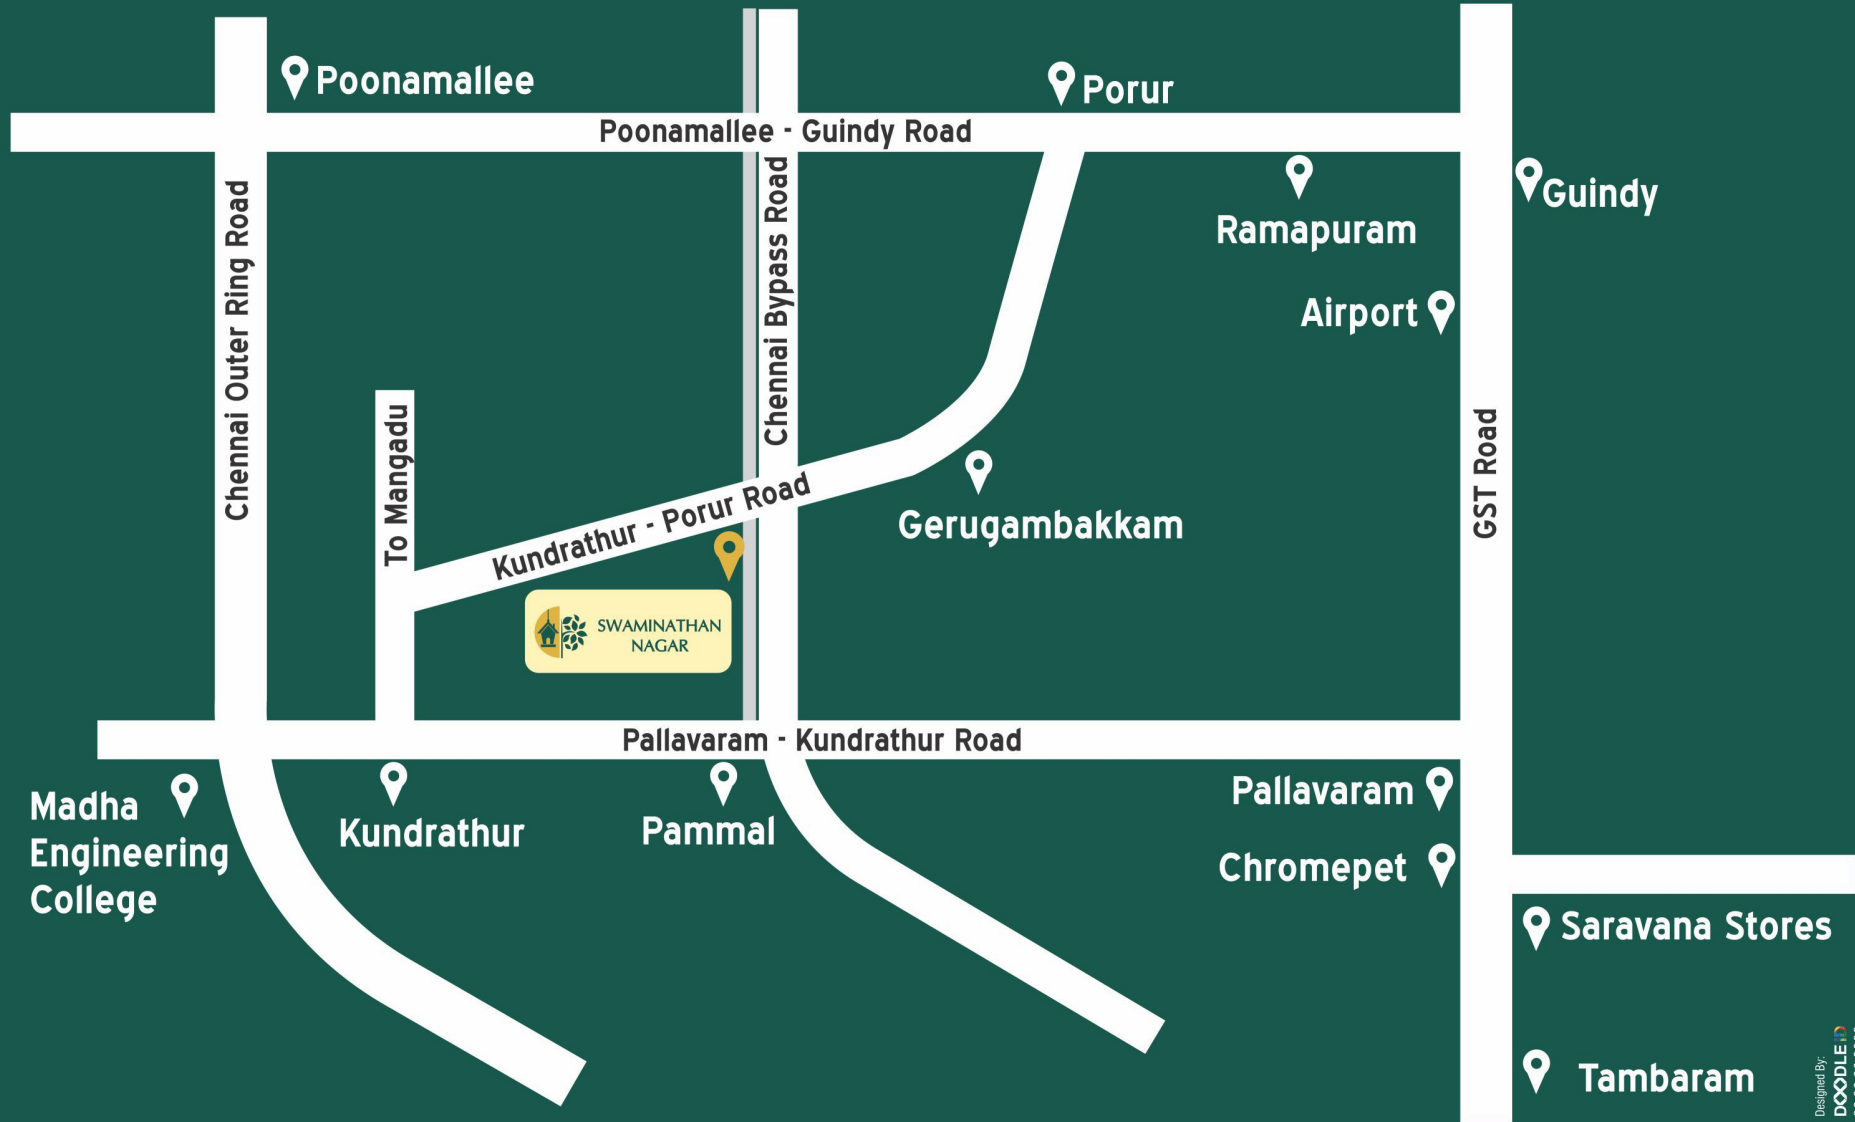 Poonamallee
Porur
Poonamallee - Guindy Road
Guindy
Ramapuram
Airport
Chennai Outer Ring Road
Chennai Bypass Road
To Mangadu
GST Road
Kundrathur - Porur Road
Gerugambakkam
SWAMINATHAN
NAGAR
Pallavaram - Kundrathur Road
Madha
Engineering
College
Kundrathur
Pammal
Pallavaram
Chromepet
Saravana Stores
Tambaram
Designed By:
DOODLE